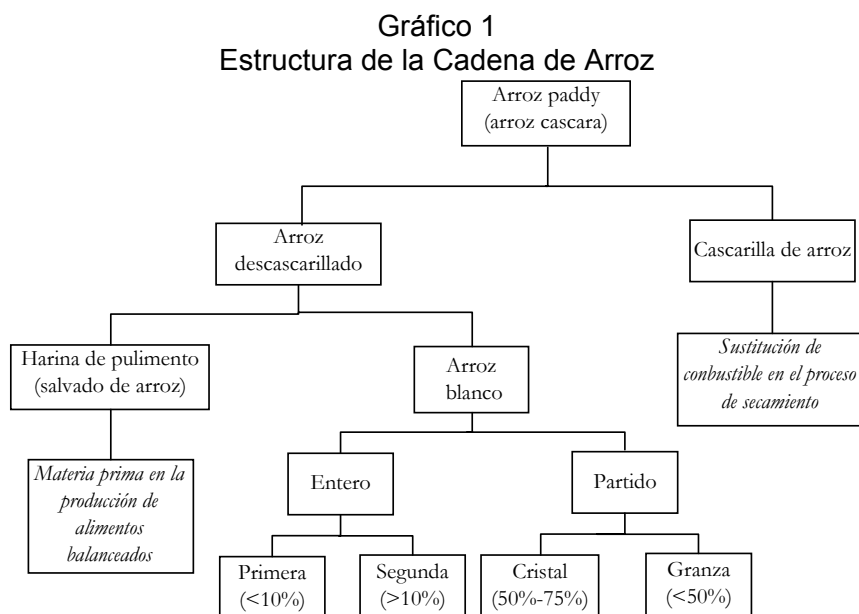 Gráfico 1
Estructura de la Cadena de Arroz
Arroz paddy
(arroz cascara)
Arroz
descascarillado
Cascarilla de arroz
Harina de pulimento
(salvado de arroz)
Arroz
blanco
Sustitución de
conbustible en el proceso
de secamiento
Materia prima en la
producción de
alimentos
balanceados
Entero
Partido
Primera
(<10%)
Segunda
(>10%)
Cristal
(50%-75%)
Granza
(<50%)